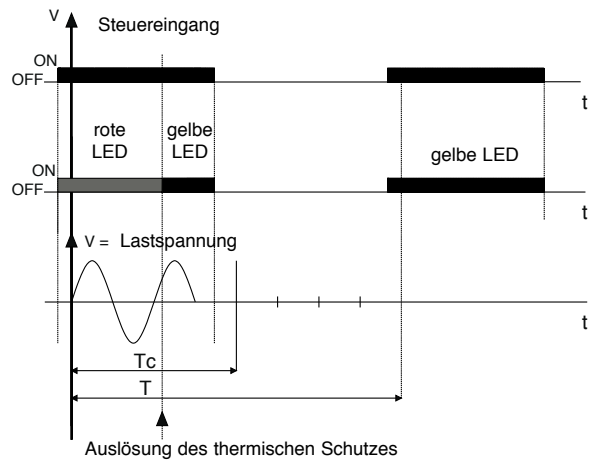 V
Steuereingang
ON
OFF
t
rote
LED
gelbe
LED
gelbe LED
ON
OFF
t
V = Lastspannung
t
Tc
T
Auslösung des thermischen Schutzes